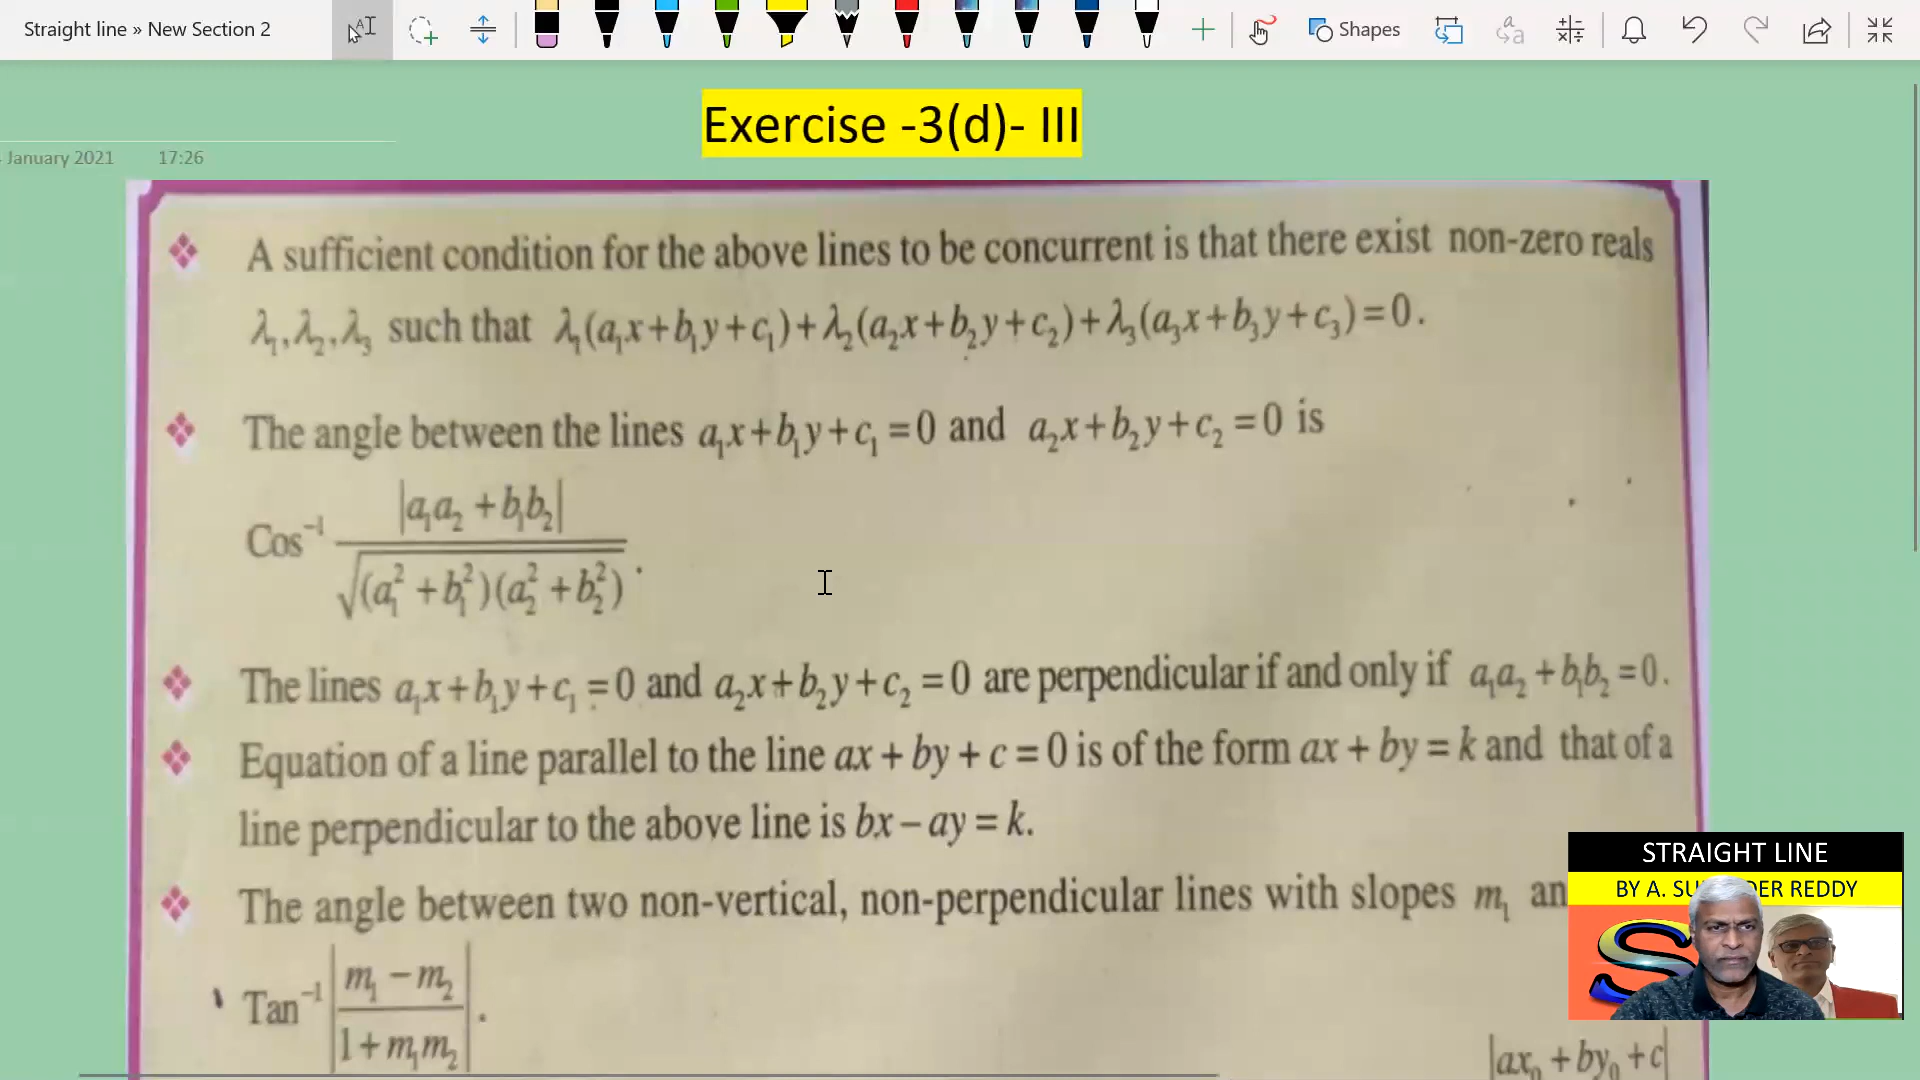 Straight line » New Section 2
Shapes
Exercise -3(d)- III
January 2021 17:26
❖ A sufficient condition for the above lines to be concurrent is that there exist non-zero reals
λ₁, λ₂, λ₃ such that λ₁(a₁x+b₁y+c₁)+λ₂(a₂x+b₂y+c₂)+λ₃(a₃x+b₃y+c₃)=0.
❖ The angle between the lines a₁x+b₁y+c₁=0 and a₂x+b₂y+c₂=0 is
Cos⁻¹ |a₁a₂+b₁b₂| / √(a₁²+b₁²)(a₂²+b₂²) .
❖ The lines a₁x+b₁y+c₁=0 and a₂x+b₂y+c₂=0 are perpendicular if and only if a₁a₂+b₁b₂=0.
❖ Equation of a line parallel to the line ax + by + c = 0 is of the form ax + by = k and that of a
line perpendicular to the above line is bx – ay = k.
❖ The angle between two non-vertical, non-perpendicular lines with slopes m₁ an
Tan⁻¹ |m₁ − m₂ / 1 + m₁m₂| .
|ax₀ + by₀ + c|
STRAIGHT LINE
BY A. SU DER REDDY
S